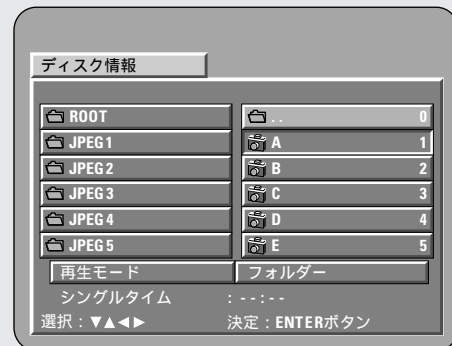 ディスク情報
ROOT
JPEG1
JPEG2
JPEG3
JPEG4
JPEG5
.. 0
A 1
B 2
C 3
D 4
E 5
再生モード フォルダー
シングルタイム :--:--
選択:▼▲◀▶ 決定:ENTERボタン